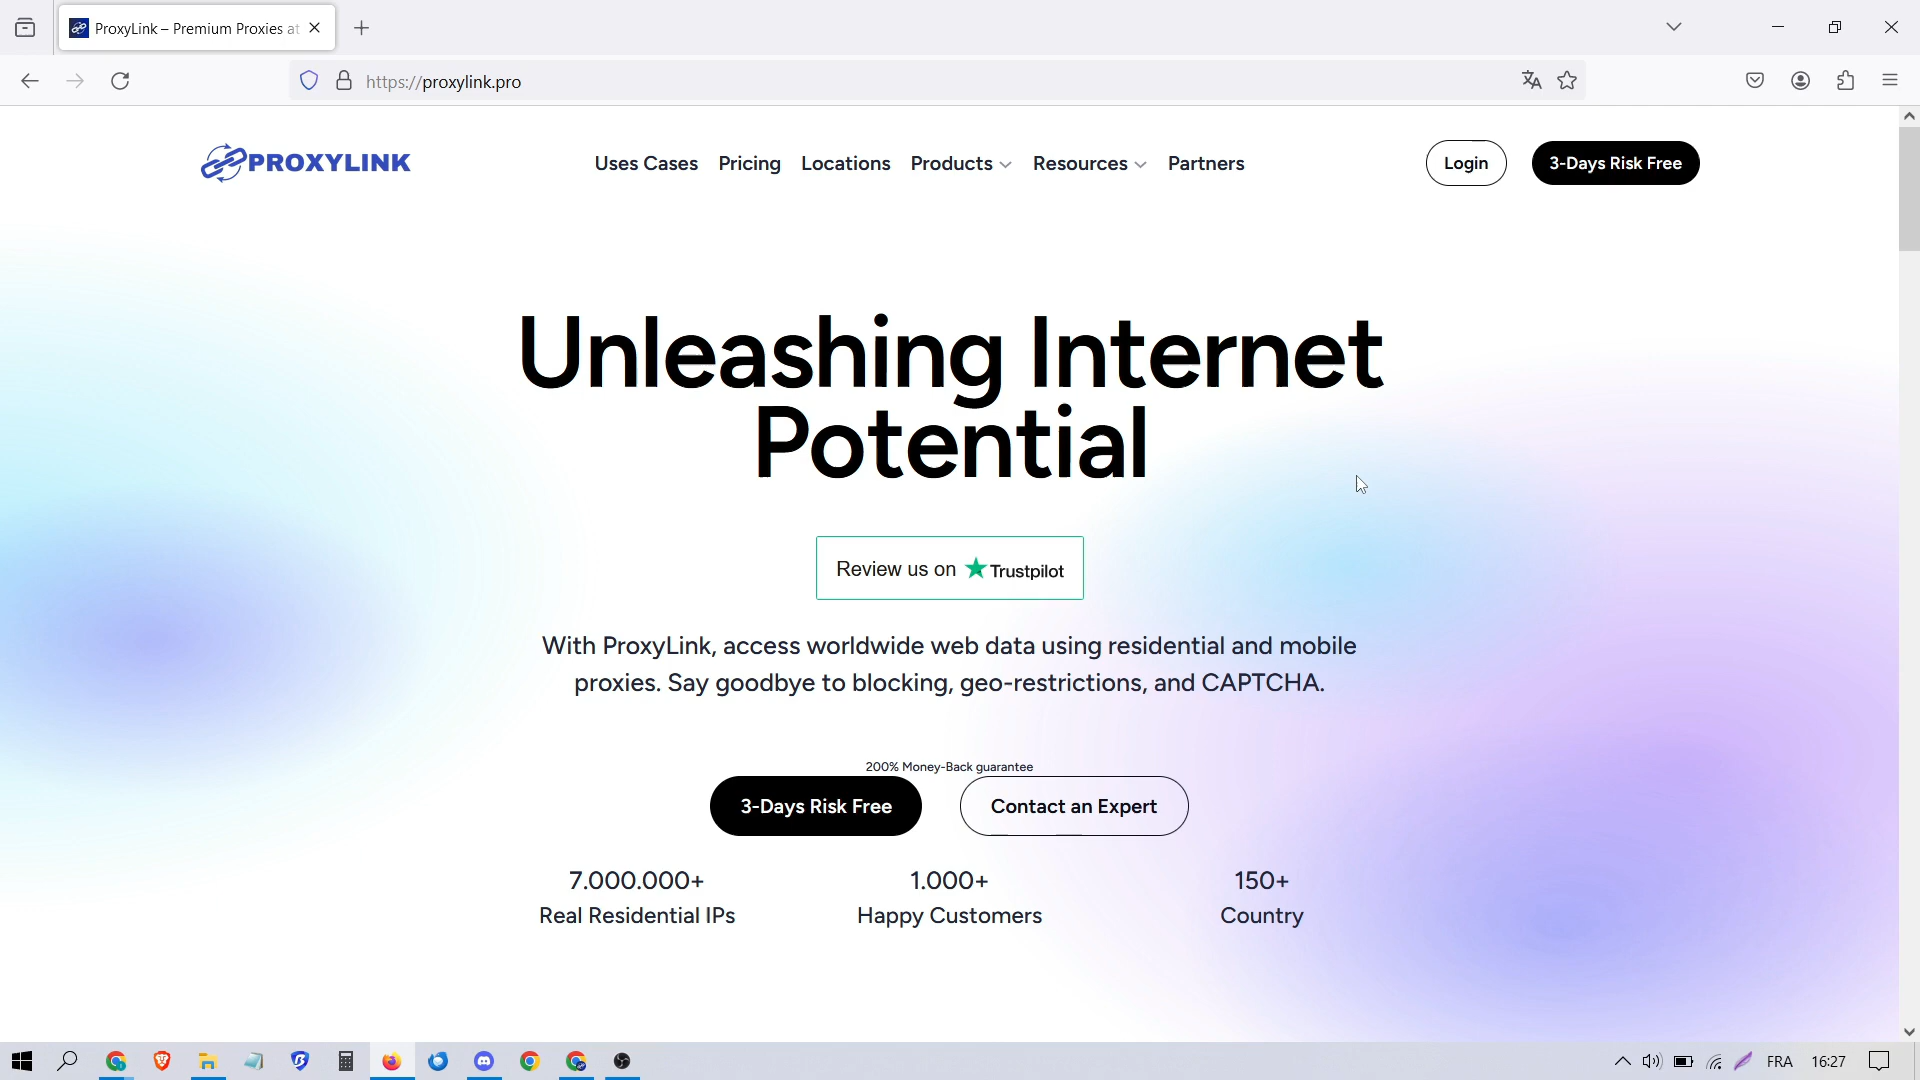 ProxyLink – Premium Proxies at
https://proxylink.pro
PROXYLINK
Uses Cases Pricing Locations Products Resources Partners
Login
3-Days Risk Free
Unleashing Internet
Potential
Review us on Trustpilot
With ProxyLink, access worldwide web data using residential and mobile
proxies. Say goodbye to blocking, geo-restrictions, and CAPTCHA.
200% Money-Back guarantee
3-Days Risk Free
Contact an Expert
7.000.000+
Real Residential IPs
1.000+
Happy Customers
150+
Country
FRA
16:27